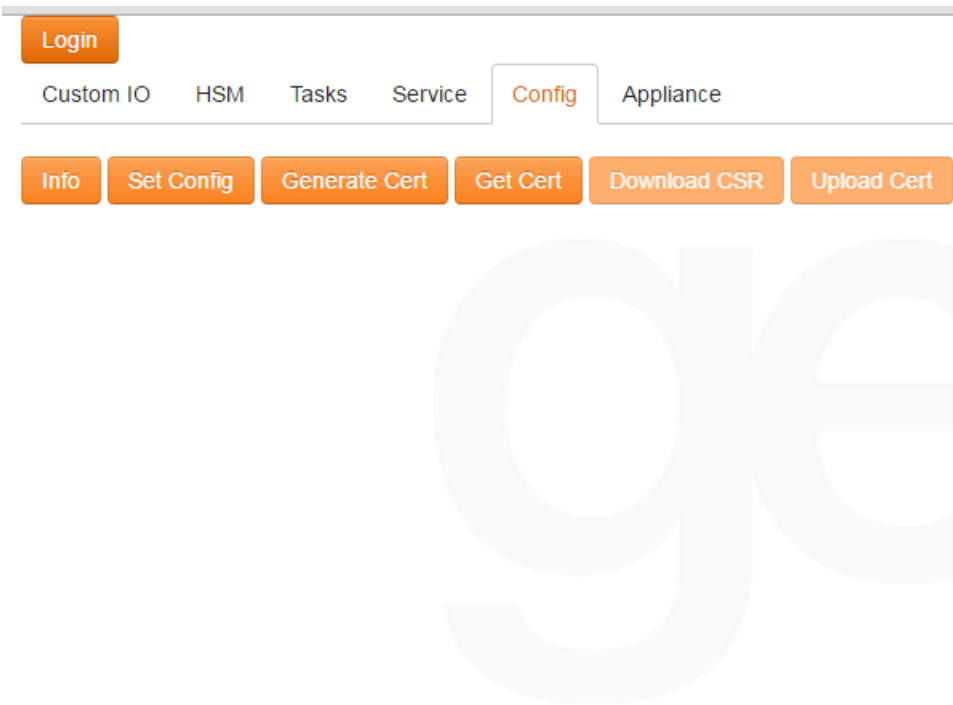 Login
Custom IO HSM Tasks Service Config Appliance
Info Set Config Generate Cert Get Cert Download CSR Upload Cert
ge